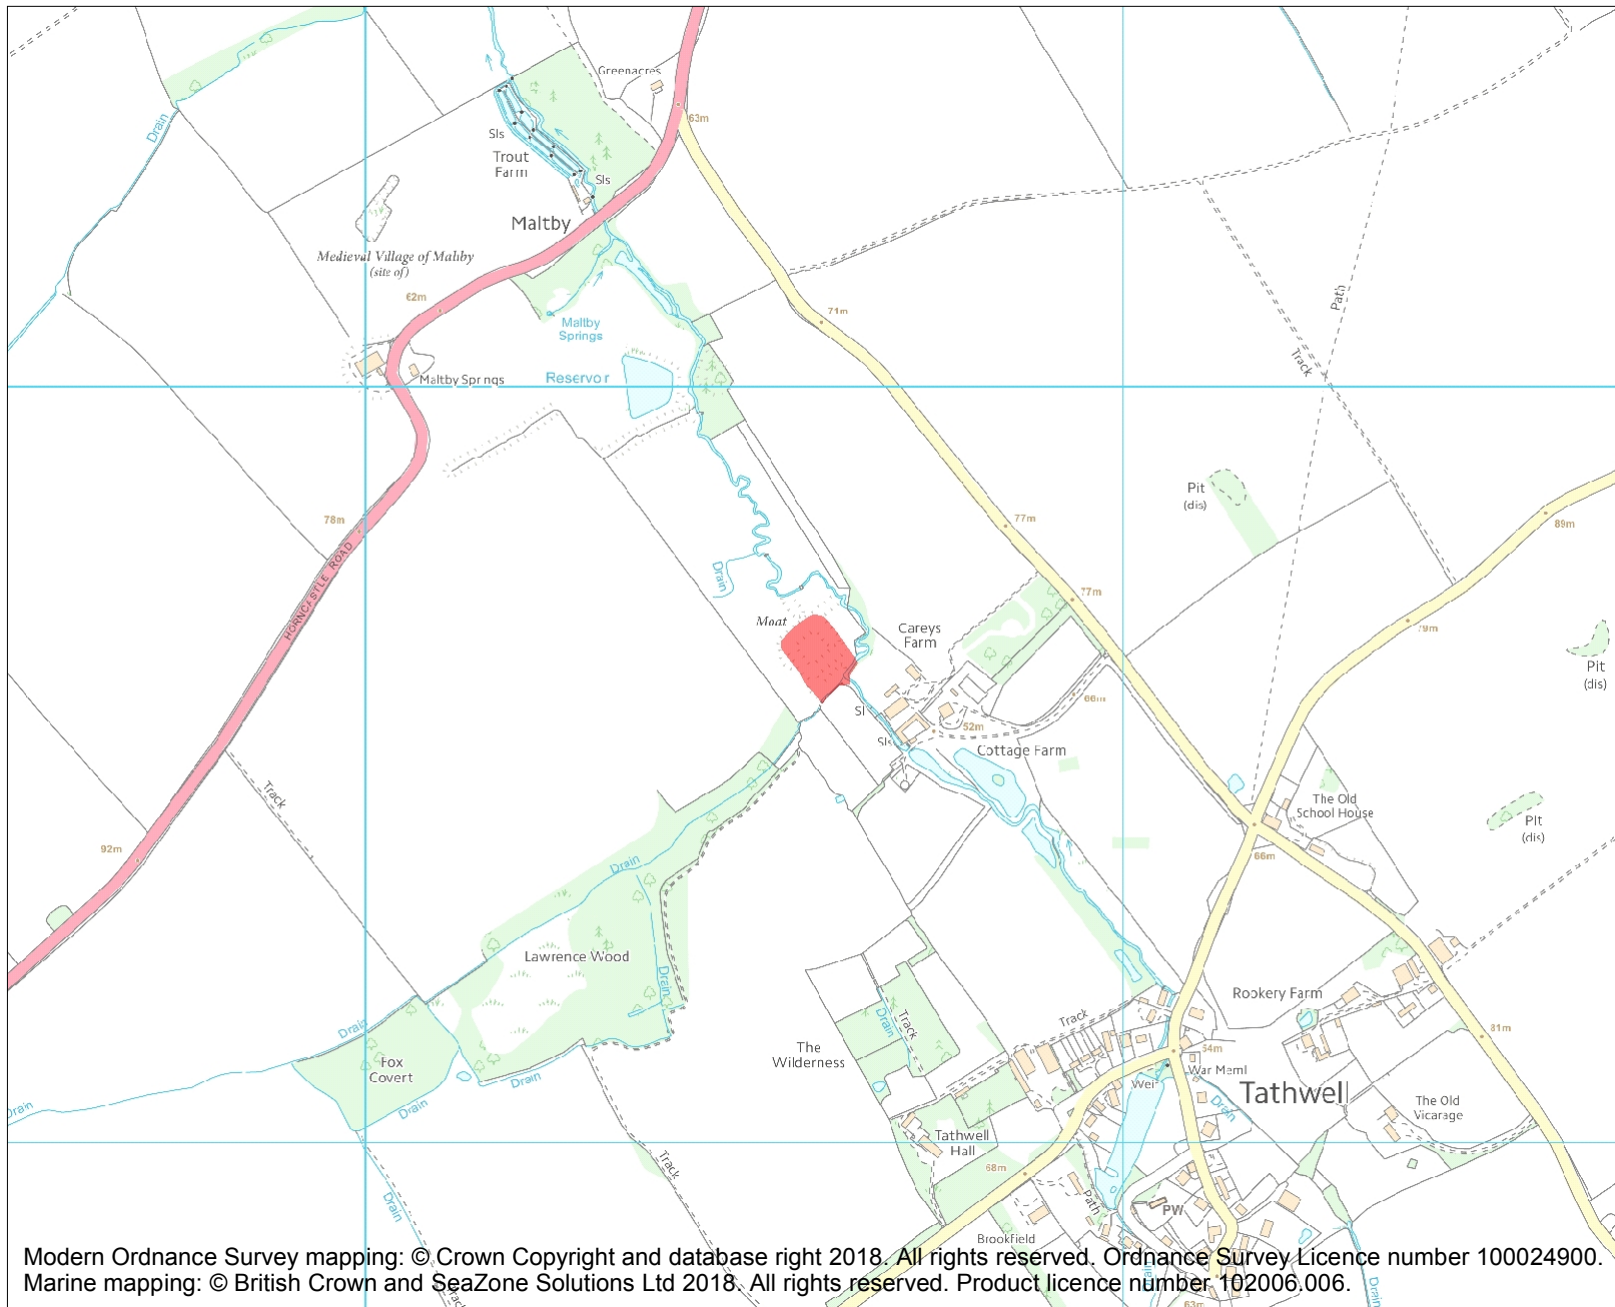 Greenacres
63m
Drain
Sls
Trout
Farm
Sls
Maltby
Medieval Village of Maltby
(site of)
62m
Path
71m
Maltby
Springs
Track
Maltby Springs
Reservoir
Pit
(dis)
78m
77m
89m
HORNCASTLE ROAD
Drain
77m
Moat
Careys
Farm
79m
Pit
(dis)
66m
Sl
52m
Sls
Cottage Farm
Track
The Old
School House
Pit
(dis)
92m
Drain
66m
Lawrence Wood
Drain
Rookery Farm
Drain
Track
Track
Drain
The
Wilderness
81m
54m
Fox
Covert
War Meml
Weir
Drain
Tathwell
Drain
Drain
Drain
The Old
Vicarage
Tathwell
Hall
Track
68m
Drain
Path
PW
Brookfield
Modern Ordnance Survey mapping: © Crown Copyright and database right 2018. All rights reserved. Ordnance Survey Licence number 100024900.
Marine mapping: © British Crown and SeaZone Solutions Ltd 2018. All rights reserved. Product licence number 102006.006.
Drain
Drain
Track
63m